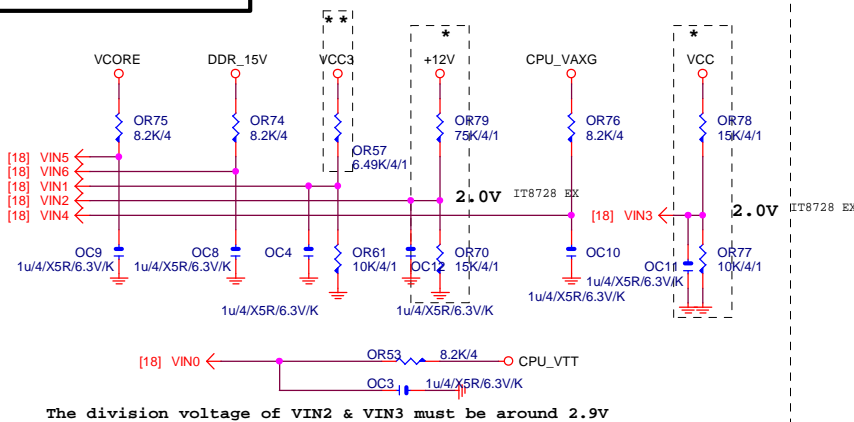 * *
*
*
VCORE
DDR_15V
VCC3
+12V
CPU_VAXG
VCC
OR75
8.2K/4
OR74
8.2K/4
OR57
6.49K/4/1
OR79
75K/4/1
OR76
8.2K/4
OR78
15K/4/1
[18] VIN5
[18] VIN6
[18] VIN1
[18] VIN2
[18] VIN4
2.0V
IT8728 EX
[18] VIN3
2.0V
IT8728 EX
OC9
1u/4/X5R/6.3V/K
OC8
1u/4/X5R/6.3V/K
OC4
1u/4/X5R/6.3V/K
OR61
10K/4/1
OC12
1u/4/X5R/6.3V/K
OR70
15K/4/1
OC10
1u/4/X5R/6.3V/K
OC11
1u/4/X5R/6.3V/K
OR77
10K/4/1
[18] VIN0
OR53
8.2K/4
CPU_VTT
OC3
1u/4/X5R/6.3V/K
The division voltage of VIN2 & VIN3 must be around 2.9V